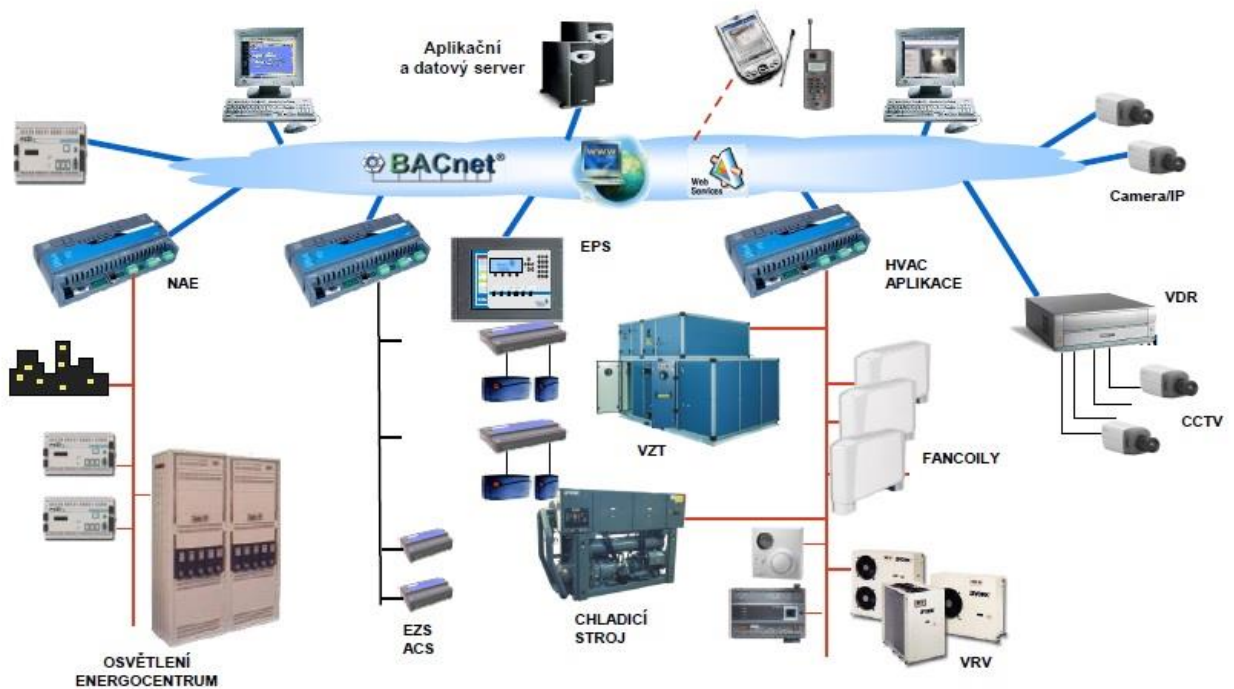 Aplikační
a datový server
BACnet®
www
Web
Services
Camera/IP
NAE
EPS
HVAC
APLIKACE
VDR
VZT
FANCOILY
CCTV
CHLADICÍ
STROJ
EZS
ACS
VRV
OSVĚTLENÍ
ENERGOCENTRUM